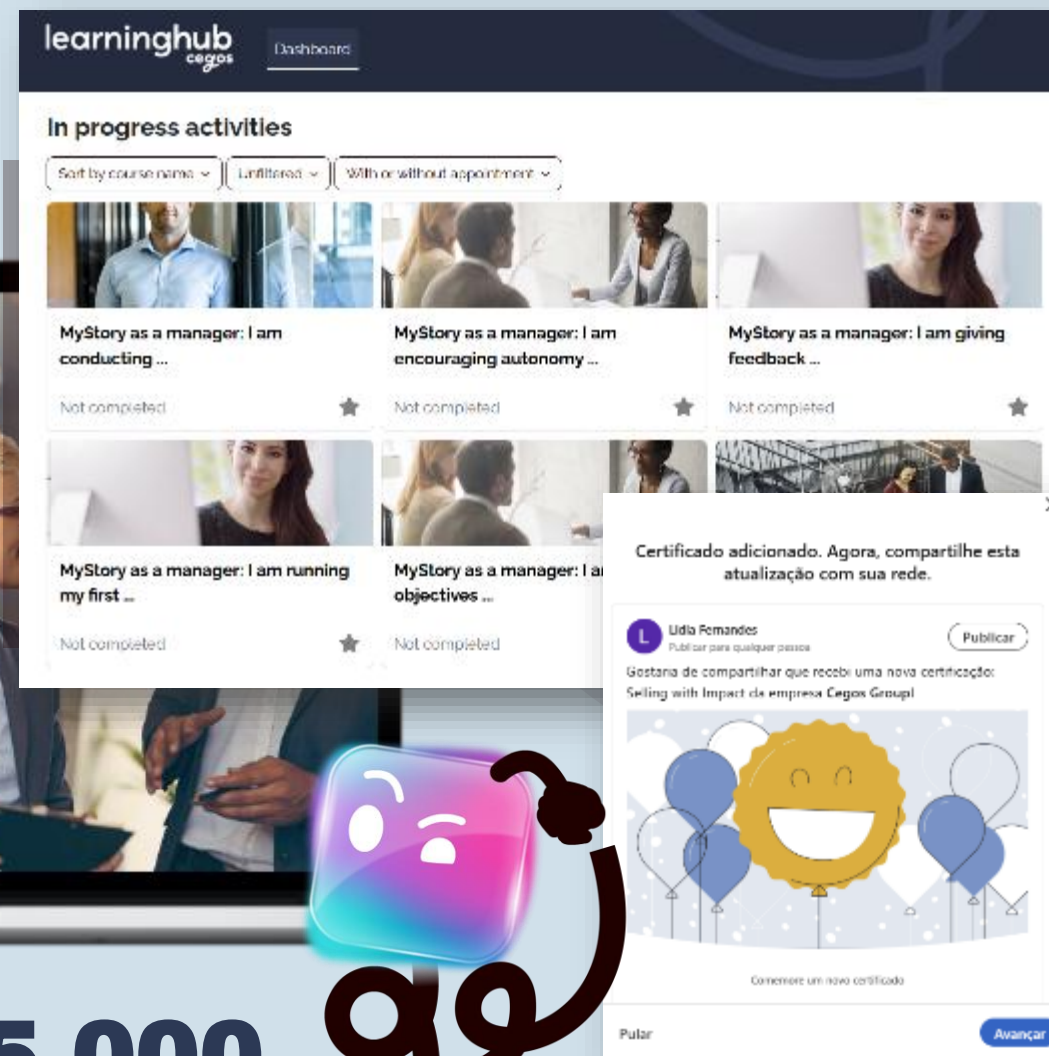 learninghub
cegos
Dashboard
In progress activities
Sort by course name
Unfiltered
With or without appointment
MyStory as a manager: I am
conducting ...
Not completed
MyStory as a manager: I am
encouraging autonomy ...
Not completed
MyStory as a manager: I am giving
feedback ...
Not completed
MyStory as a manager: I am running
my first ...
Not completed
MyStory as a manager: I
objectives ...
Not completed
Certificado adicionado. Agora, compartilhe esta
atualização com sua rede.
L
Lidia Fernandes
Publicar para qualquer pessoa
Publicar
Gostaria de compartilhar que recebi uma nova certificação:
Selling with Impact da empresa Cegos Group!
Comemore um novo certificado
Pular
Avançar
5.000